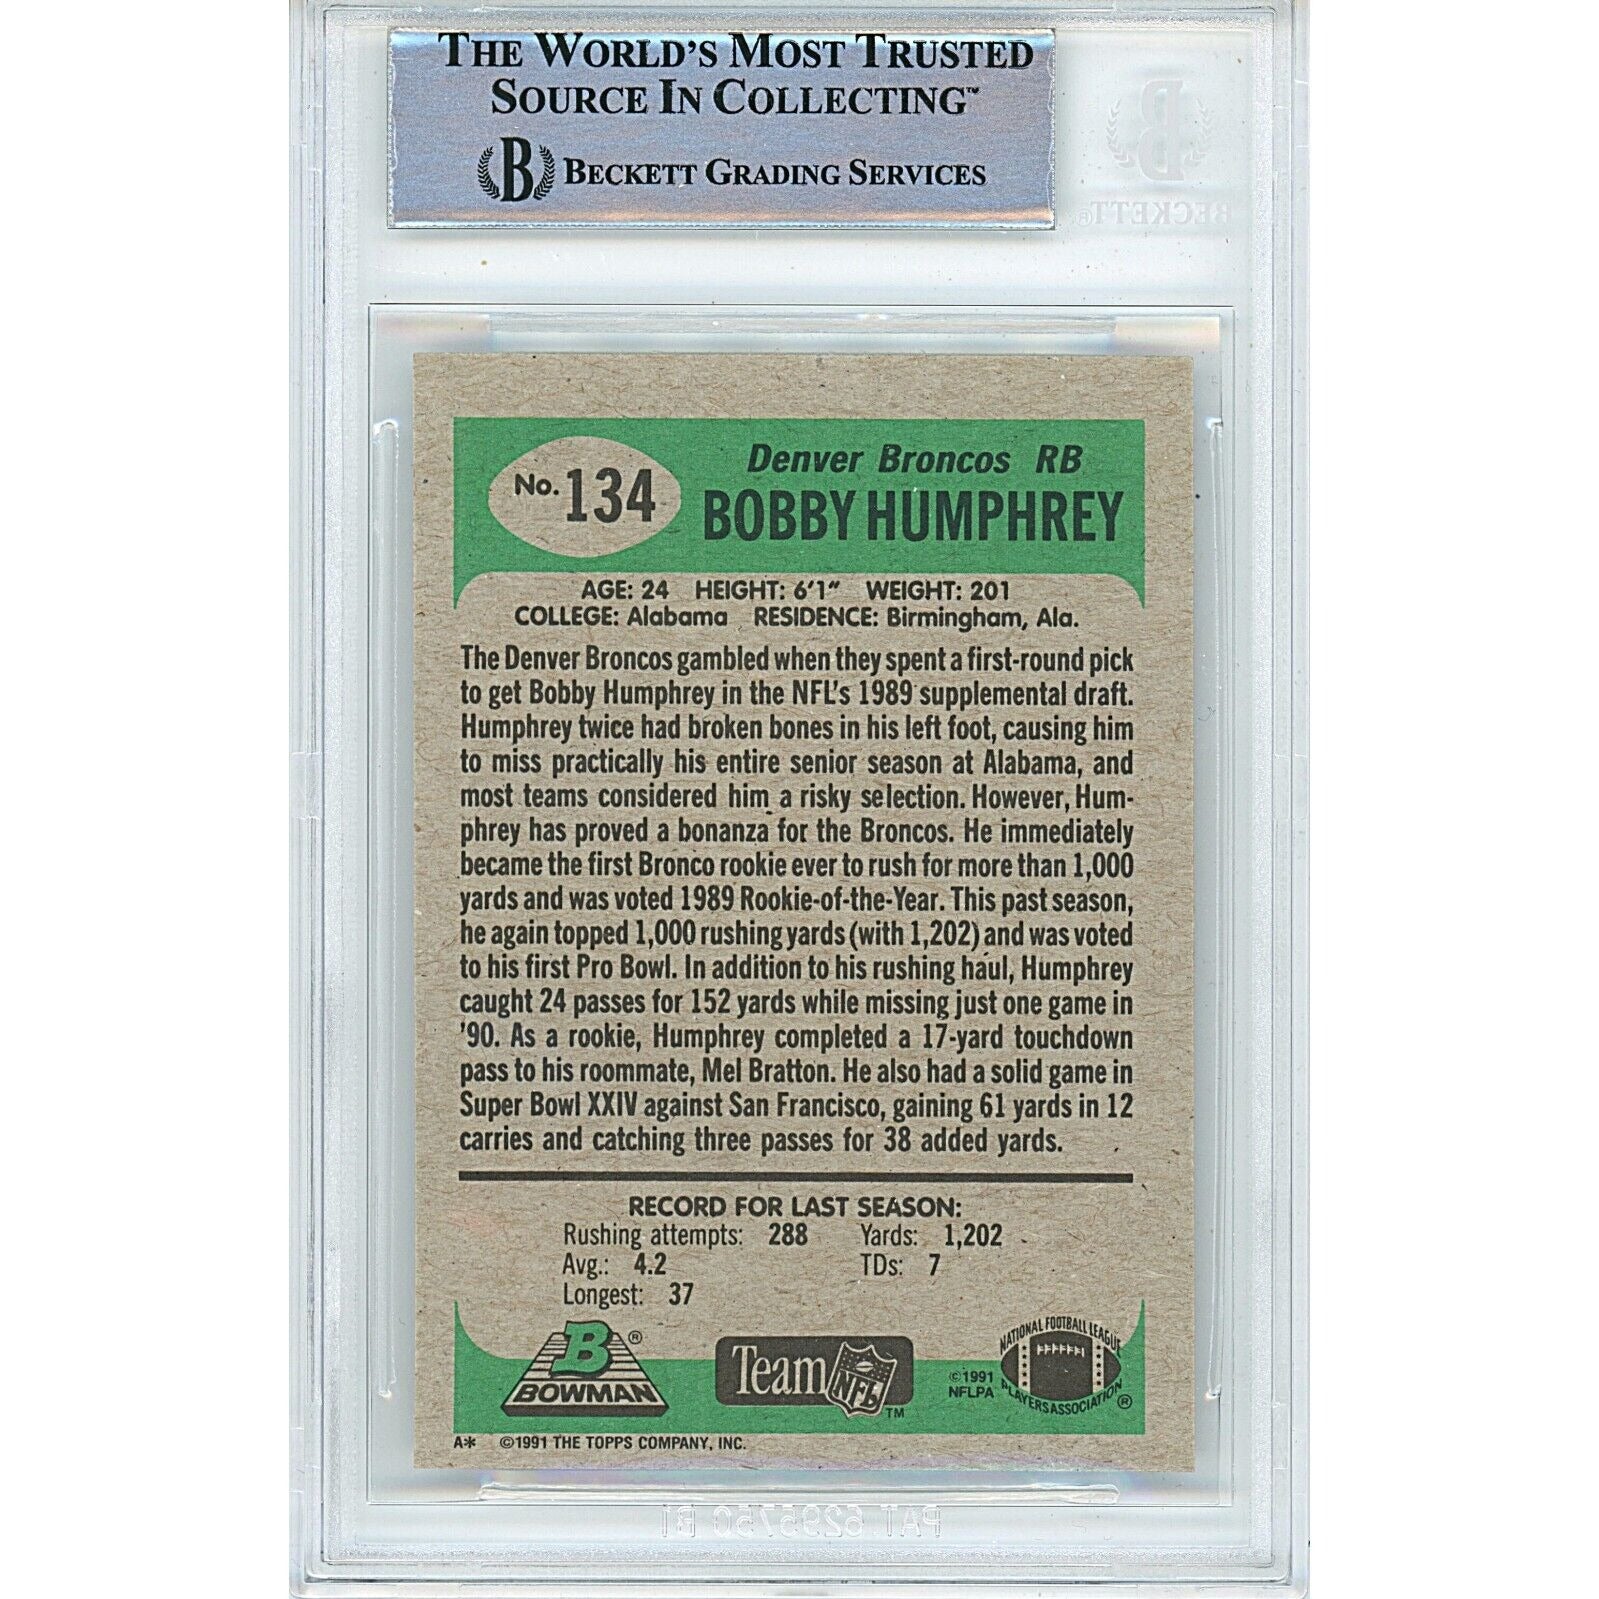 THE WORLD'S MOST TRUSTED
SOURCE IN COLLECTING™
B BECKETT GRADING SERVICES
B
BECKETT®
No. 134
Denver Broncos RB
BOBBY HUMPHREY
AGE: 24 HEIGHT: 6'1" WEIGHT: 201
COLLEGE: Alabama RESIDENCE: Birmingham, Ala.
The Denver Broncos gambled when they spent a first-round pick
to get Bobby Humphrey in the NFL's 1989 supplemental draft.
Humphrey twice had broken bones in his left foot, causing him
to miss practically his entire senior season at Alabama, and
most teams considered him a risky selection. However, Hum-
phrey has proved a bonanza for the Broncos. He immediately
became the first Bronco rookie ever to rush for more than 1,000
yards and was voted 1989 Rookie-of-the-Year. This past season,
he again topped 1,000 rushing yards (with 1,202) and was voted
to his first Pro Bowl. In addition to his rushing haul, Humphrey
caught 24 passes for 152 yards while missing just one game in
'90. As a rookie, Humphrey completed a 17-yard touchdown
pass to his roommate, Mel Bratton. He also had a solid game in
Super Bowl XXIV against San Francisco, gaining 61 yards in 12
carries and catching three passes for 38 added yards.
RECORD FOR LAST SEASON:
Rushing attempts: 288 Yards: 1,202
Avg.: 4.2 TDs: 7
Longest: 37
B®
BOWMAN
Team NFL™
©1991
NFLPA
NATIONAL FOOTBALL LEAGUE
PLAYERS ASSOCIATION®
A* ©1991 THE TOPPS COMPANY, INC.
PAT. 6295750 B1